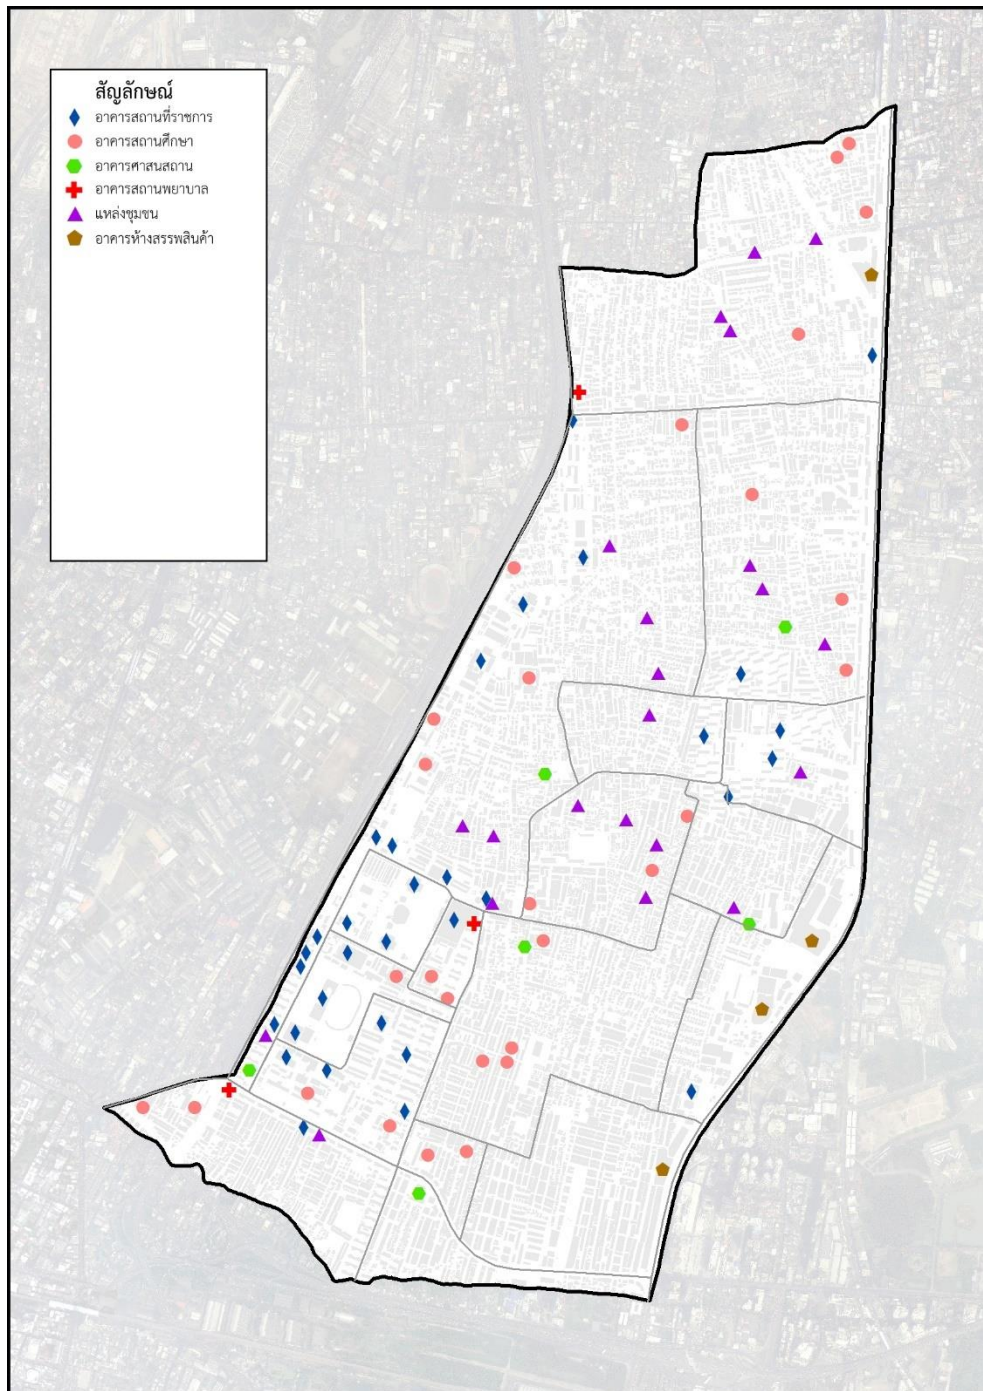 สัญลักษณ์
อาคารสถานที่ราชการ
อาคารสถานศึกษา
อาคารศาสนสถาน
อาคารสถานพยาบาล
แหล่งชุมชน
อาคารห้างสรรพสินค้า